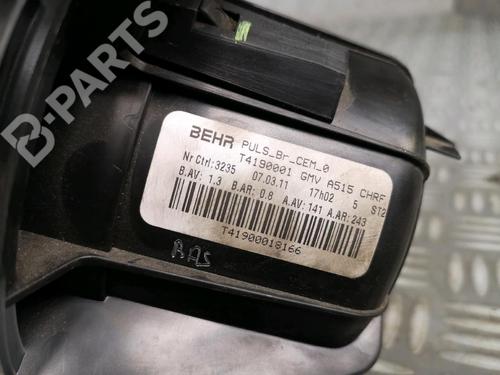 B-PARTS
BEHR PULS_Br_CEM_0
T4190001 GMV A515 CHRF
Nr Ctrl:3235 07.03.11 17h02 5 ST2
B.AV: 1.3 B.AR: 0.8 A.AV: 141 A.AR: 243
T41900018166